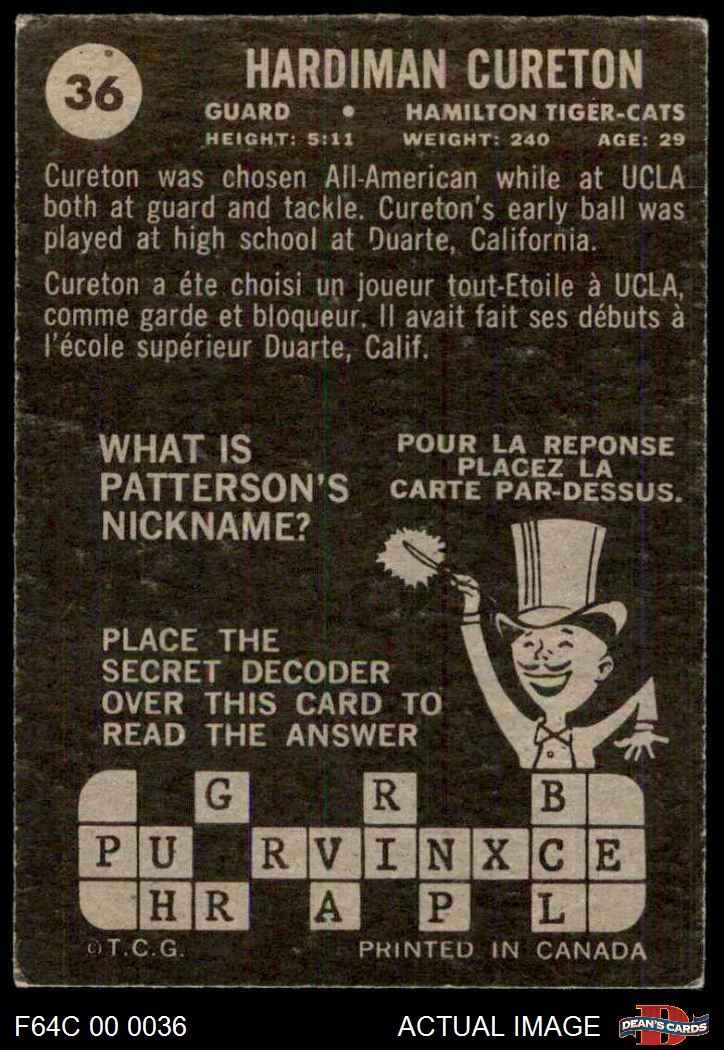 36
HARDIMAN CURETON
GUARD • HAMILTON TIGER-CATS
HEIGHT: 5:11 WEIGHT: 240 AGE: 29
Cureton was chosen All-American while at UCLA
both at guard and tackle. Cureton's early ball was
played at high school at Duarte, California.
Cureton a éte choisi un joueur tout-Etoile à UCLA,
comme garde et bloqueur. Il avait fait ses débuts à
l'école supérieur Duarte, Calif.
WHAT IS
PATTERSON'S
NICKNAME?
POUR LA REPONSE
PLACEZ LA
CARTE PAR-DESSUS.
PLACE THE
SECRET DECODER
OVER THIS CARD TO
READ THE ANSWER
G R B
P U R V I N X C E
H R A P L
©T.C.G. PRINTED IN CANADA
F64C 00 0036 ACTUAL IMAGE
D
DEAN'S CARDS